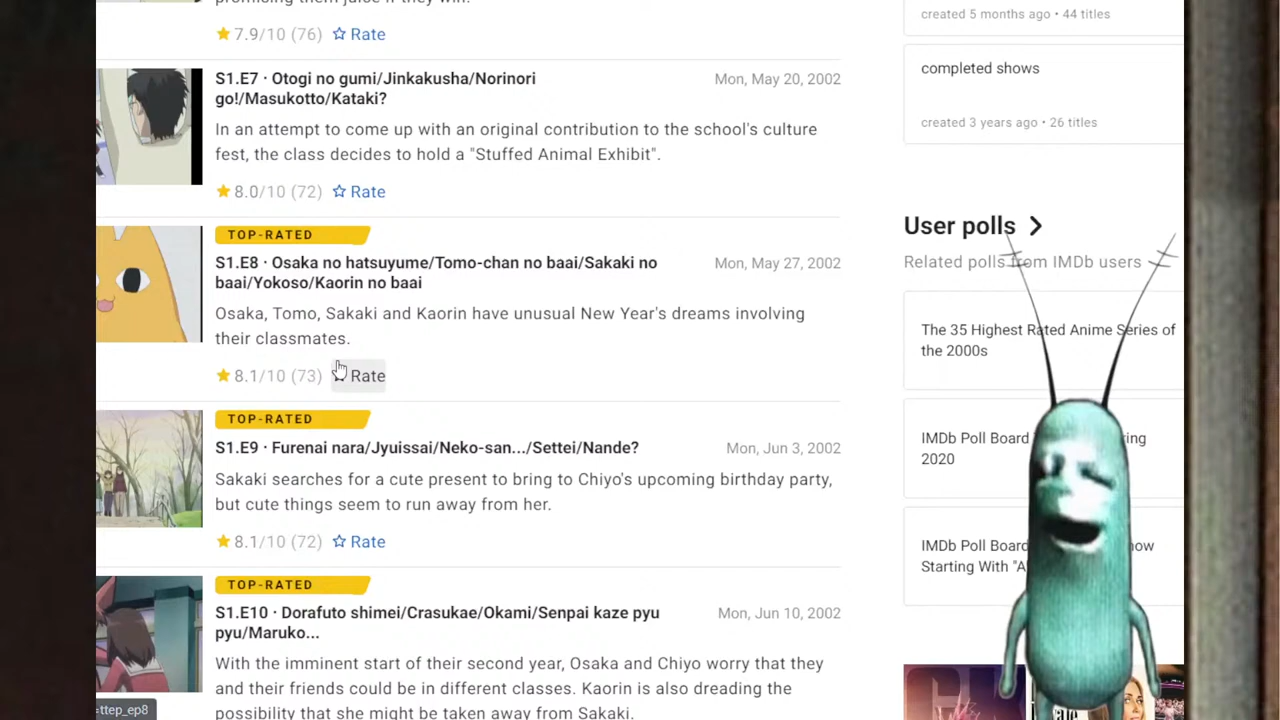 promising them juice if they win.
7.9/10 (76) Rate
S1.E7 · Otogi no gumi/Jinkakusha/Norinori
go!/Masukotto/Kataki?
Mon, May 20, 2002
In an attempt to come up with an original contribution to the school's culture
fest, the class decides to hold a "Stuffed Animal Exhibit".
8.0/10 (72) Rate
TOP-RATED
S1.E8 · Osaka no hatsuyume/Tomo-chan no baai/Sakaki no
baai/Yokoso/Kaorin no baai
Mon, May 27, 2002
Osaka, Tomo, Sakaki and Kaorin have unusual New Year's dreams involving
their classmates.
8.1/10 (73) Rate
TOP-RATED
S1.E9 · Furenai nara/Jyuissai/Neko-san.../Settei/Nande?
Mon, Jun 3, 2002
Sakaki searches for a cute present to bring to Chiyo's upcoming birthday party,
but cute things seem to run away from her.
8.1/10 (72) Rate
TOP-RATED
S1.E10 · Dorafuto shimei/Crasukae/Okami/Senpai kaze pyu
pyu/Maruko...
Mon, Jun 10, 2002
With the imminent start of their second year, Osaka and Chiyo worry that they
and their friends could be in different classes. Kaorin is also dreading the
possibility that she might be taken away from Sakaki.
=ttep_ep8
created 5 months ago • 44 titles
completed shows
created 3 years ago • 26 titles
User polls
Related polls from IMDb users
The 35 Highest Rated Anime Series of
the 2000s
IMDb Poll Board
2020
IMDb Poll Board
Starting With "A